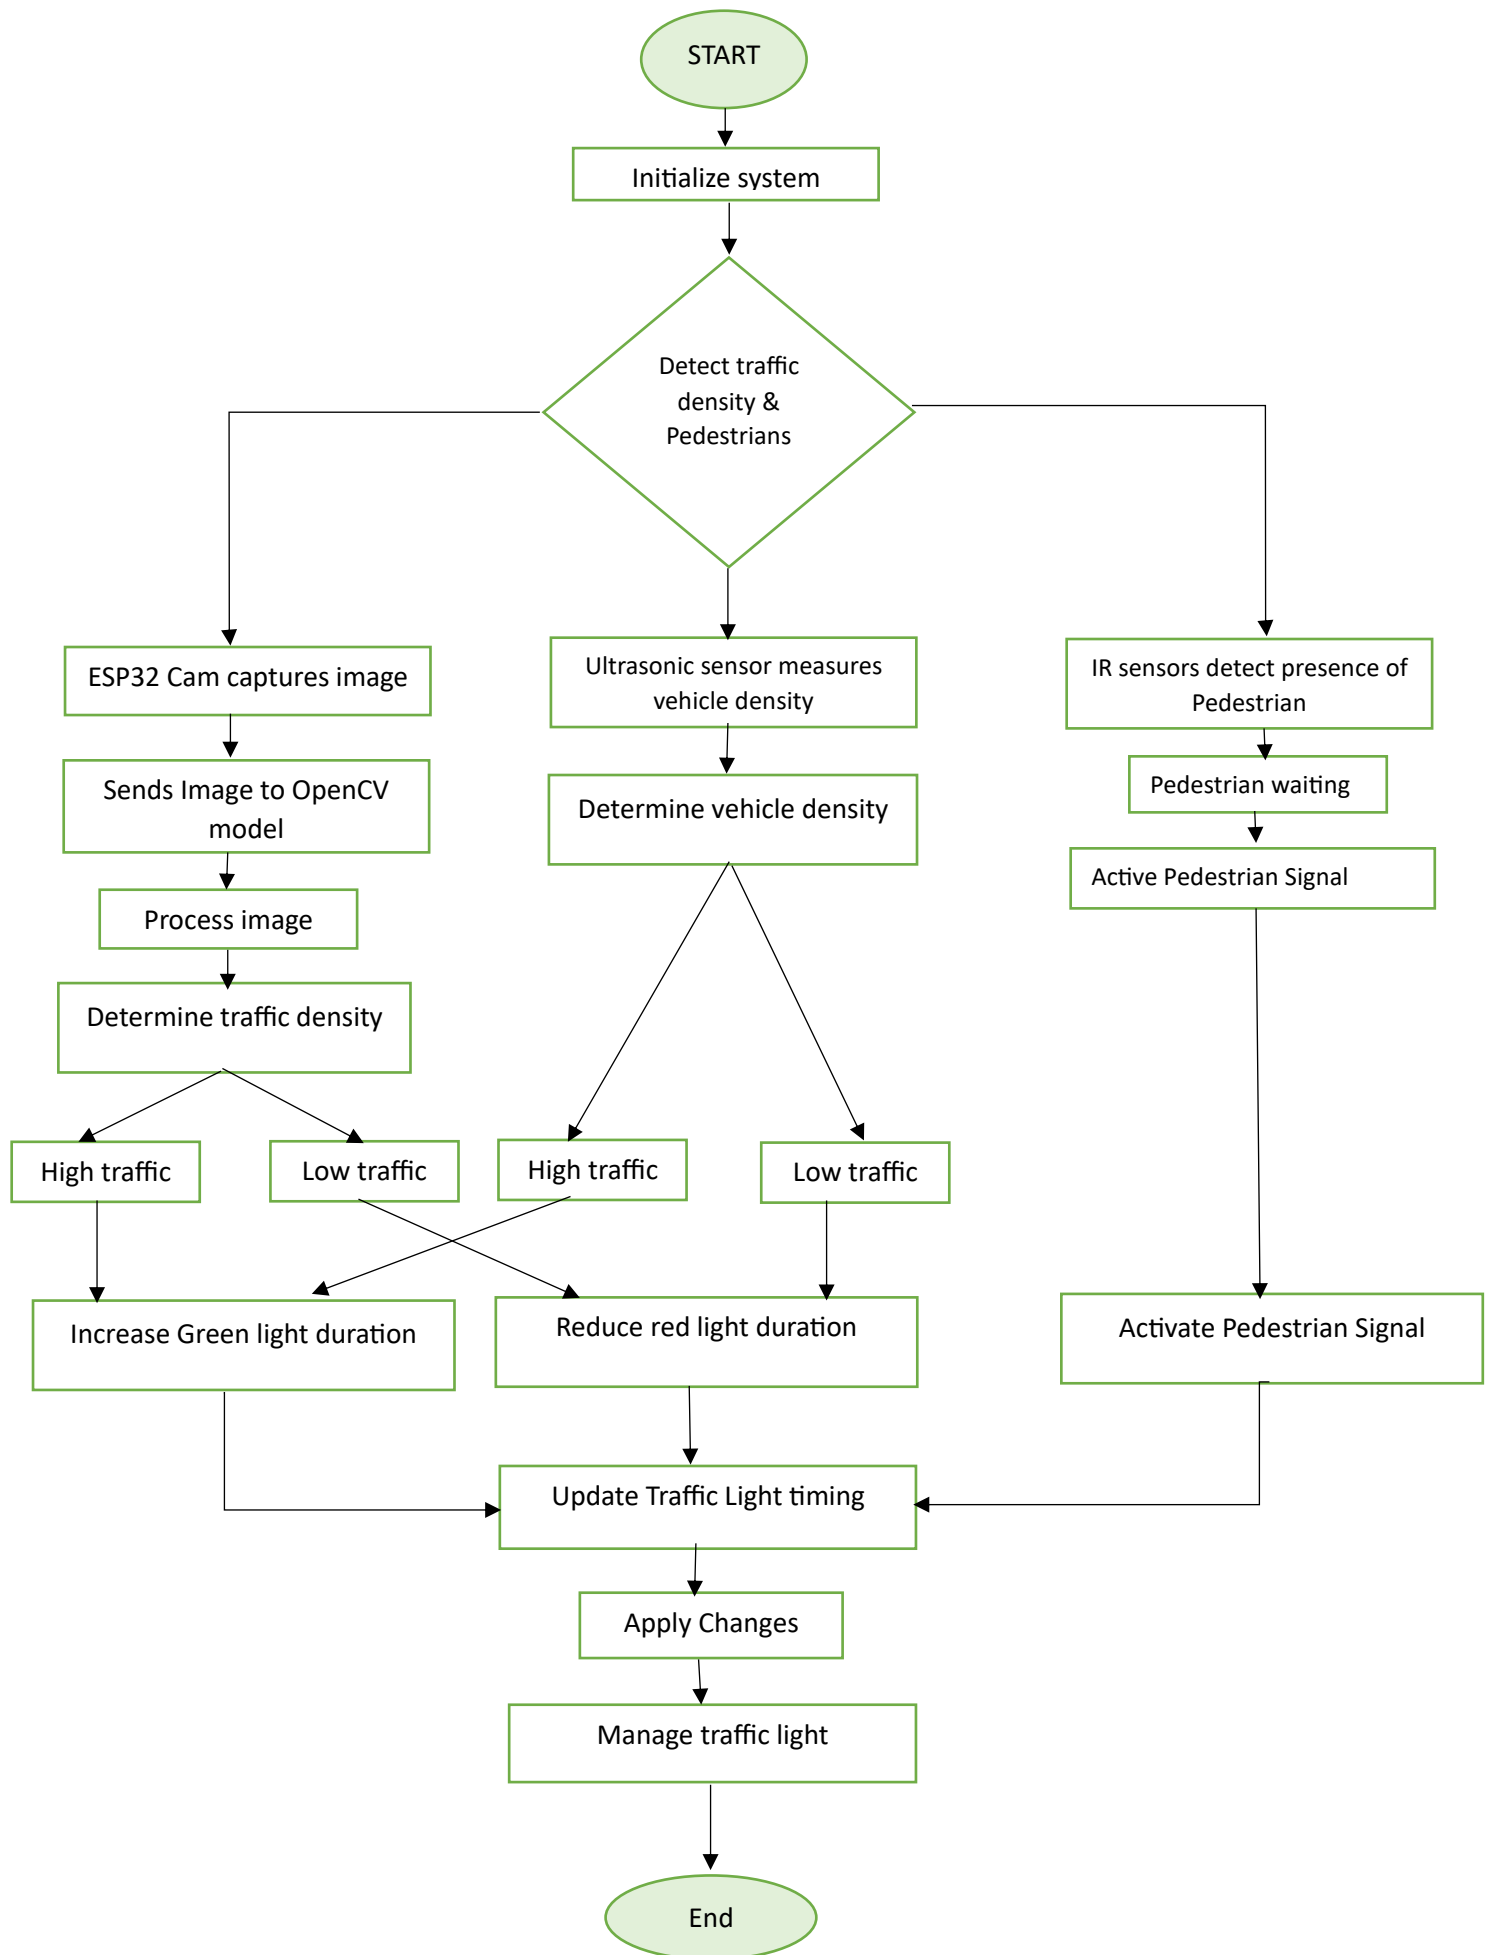 START
Initialize system
Detect traffic
density &
Pedestrians
ESP32 Cam captures image
Sends Image to OpenCV
model
Process image
Determine traffic density
High traffic
Low traffic
Ultrasonic sensor measures
vehicle density
Determine vehicle density
High traffic
Low traffic
IR sensors detect presence of
Pedestrian
Pedestrian waiting
Active Pedestrian Signal
Increase Green light duration
Reduce red light duration
Activate Pedestrian Signal
Update Traffic Light timing
Apply Changes
Manage traffic light
End